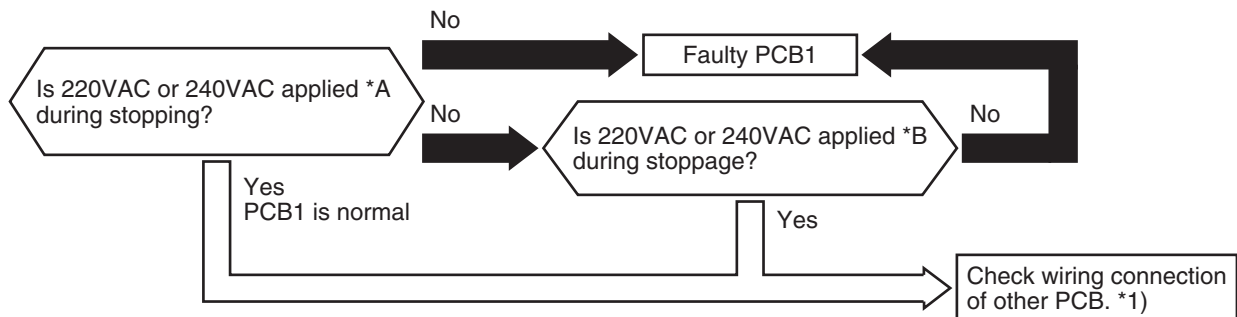 No
Faulty PCB1
Is 220VAC or 240VAC applied *A
during stopping?
No
Is 220VAC or 240VAC applied *B
during stoppage?
No
Yes
PCB1 is normal
Yes
Check wiring connection
of other PCB. *1)